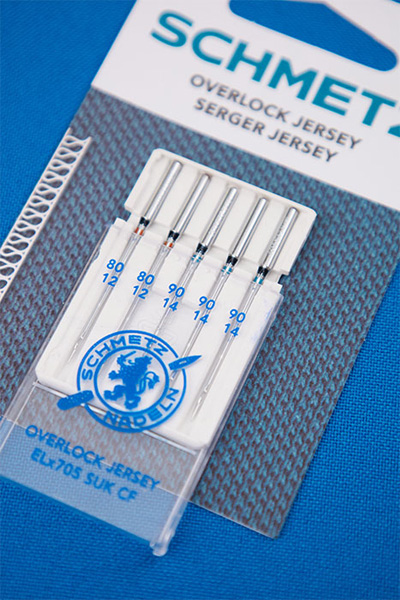 SCHMETZ
OVERLOCK JERSEY
SERGER JERSEY
80 80 90 90 90
12 12 14 14 14
SCHMETZ
NADELN
OVERLOCK JERSEY
ELx705 SUK CF